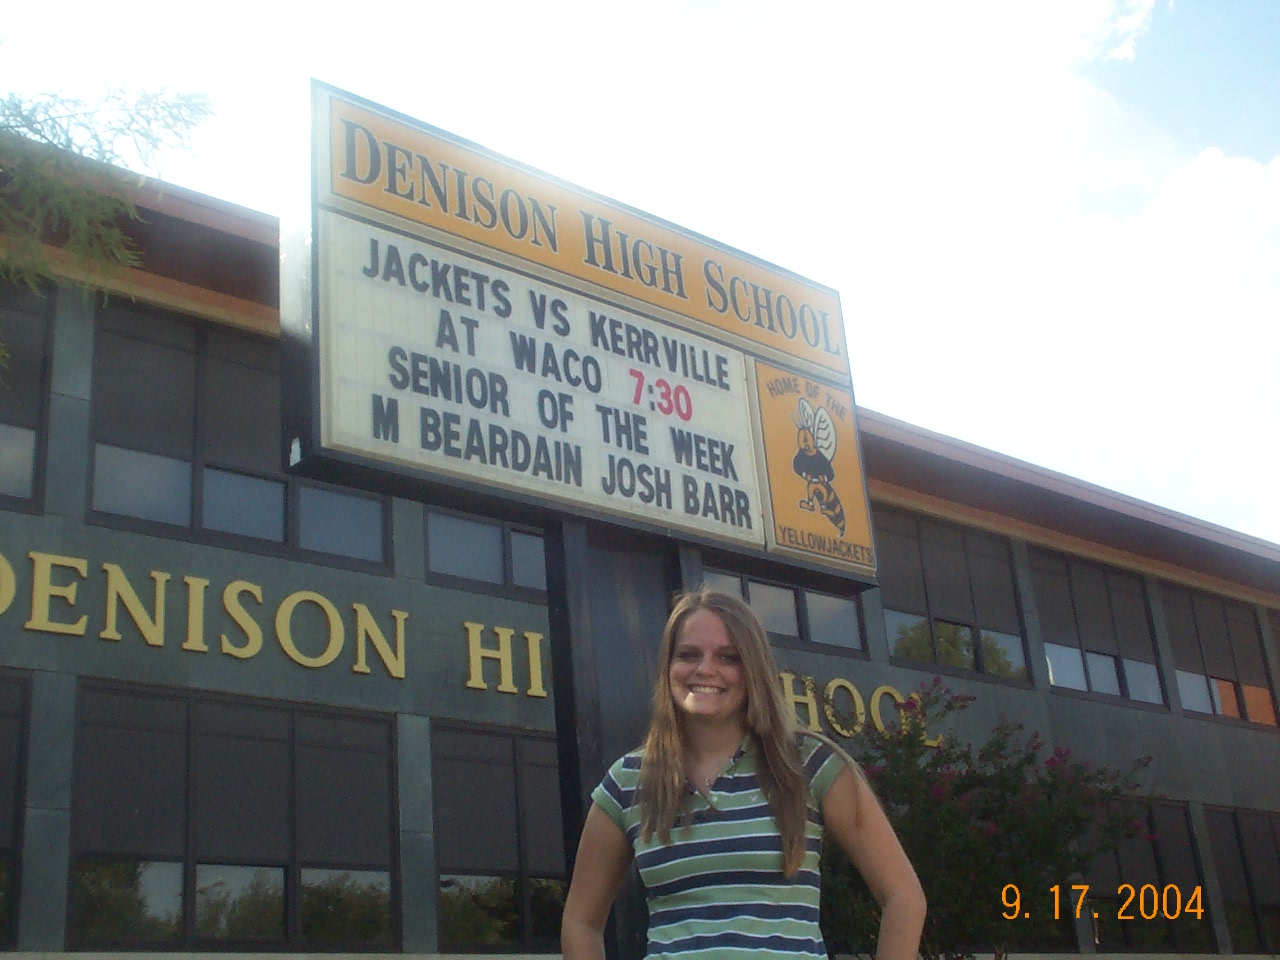 DENISON HIGH SCHOOL
JACKETS VS KERRVILLE
AT WACO 7:30
SENIOR OF THE WEEK
M BEARDAIN JOSH BARR
HOME OF THE
YELLOWJACKETS
DENISON HI CHOOL
9. 17. 2004